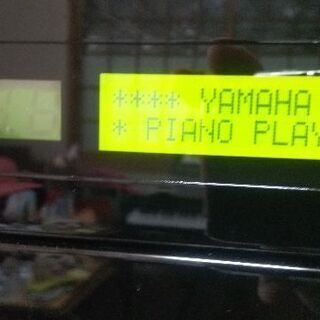 **** YAMAHA
* PIANO PLAY